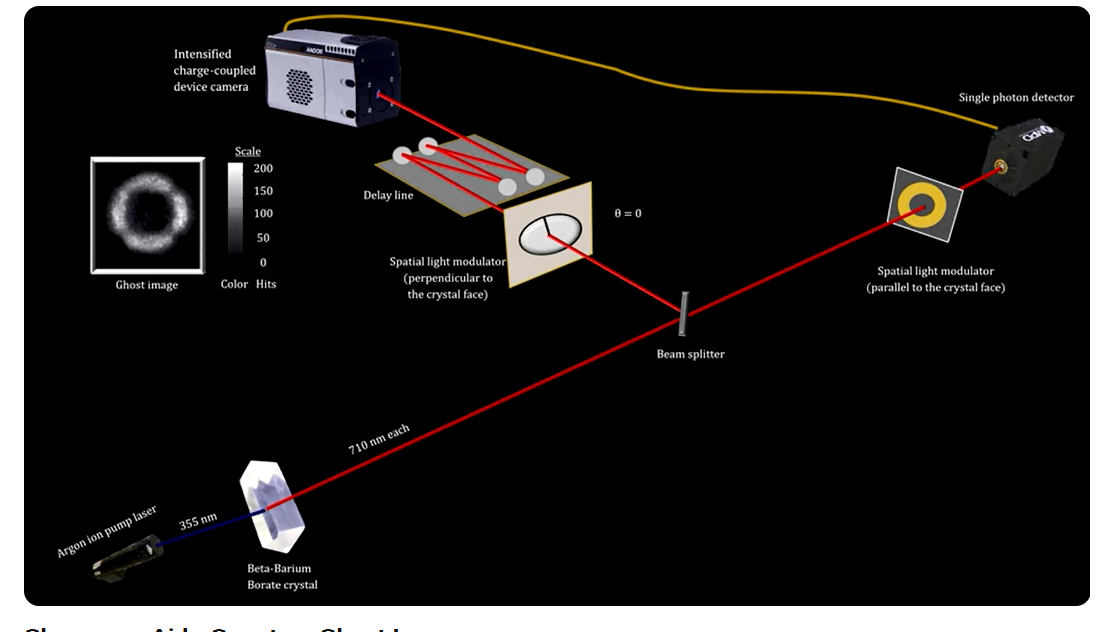 Intensified
charge-coupled
device camera
ANDOR
Single photon detector
Scale
200
150
100
50
0
Color Hits
Ghost image
Delay line
θ = 0
Spatial light modulator
(perpendicular to
the crystal face)
Spatial light modulator
(parallel to the crystal face)
Beam splitter
710 nm each
355 nm
Argon ion pump laser
Beta-Barium
Borate crystal